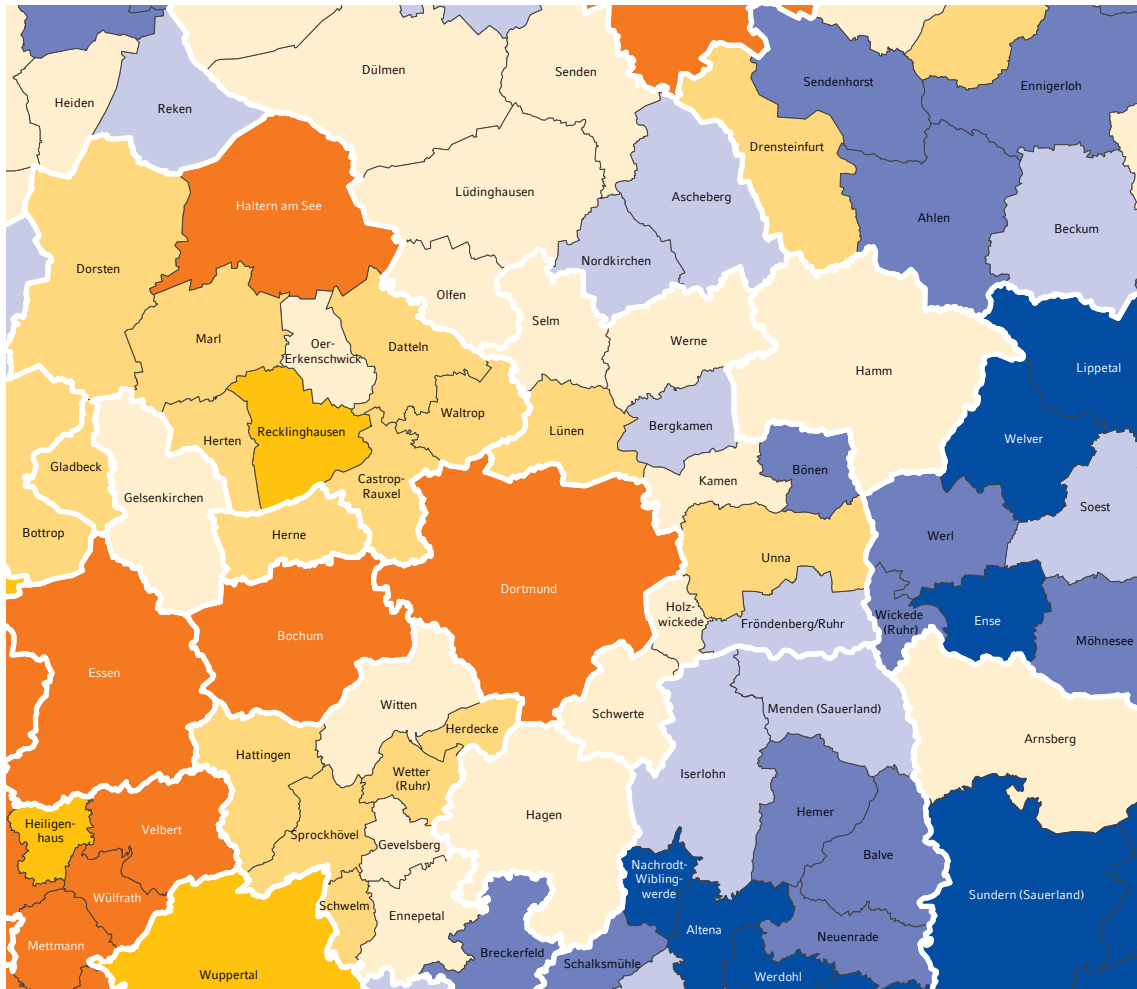 Dülmen
Senden
Sendenhorst
Ennigerloh
Heiden
Reken
Drensteinfurt
Lüdinghausen
Ascheberg
Haltern am See
Ahlen
Beckum
Nordkirchen
Dorsten
Olfen
Selm
Marl
Oer-
Erkenschwick
Datteln
Werne
Hamm
Lippetal
Waltrop
Recklinghausen
Herten
Lünen
Bergkamen
Welver
Gladbeck
Bönen
Kamen
Castrop-
Rauxel
Gelsenkirchen
Soest
Bottrop
Herne
Werl
Unna
Dortmund
Holz-
wickede
Wickede
(Ruhr)
Ense
Fröndenberg/Ruhr
Bochum
Möhnesee
Essen
Witten
Menden (Sauerland)
Schwerte
Herdecke
Arnsberg
Hattingen
Wetter
(Ruhr)
Iserlohn
Hagen
Hemer
Heiligen-
haus
Velbert
Sprockhövel
Gevelsberg
Balve
Nachrodt-
Wibling-
werde
Sundern (Sauerland)
Wülfrath
Schwelm
Ennepetal
Altena
Neuenrade
Mettmann
Breckerfeld
Schalksmühle
Wuppertal
Werdohl